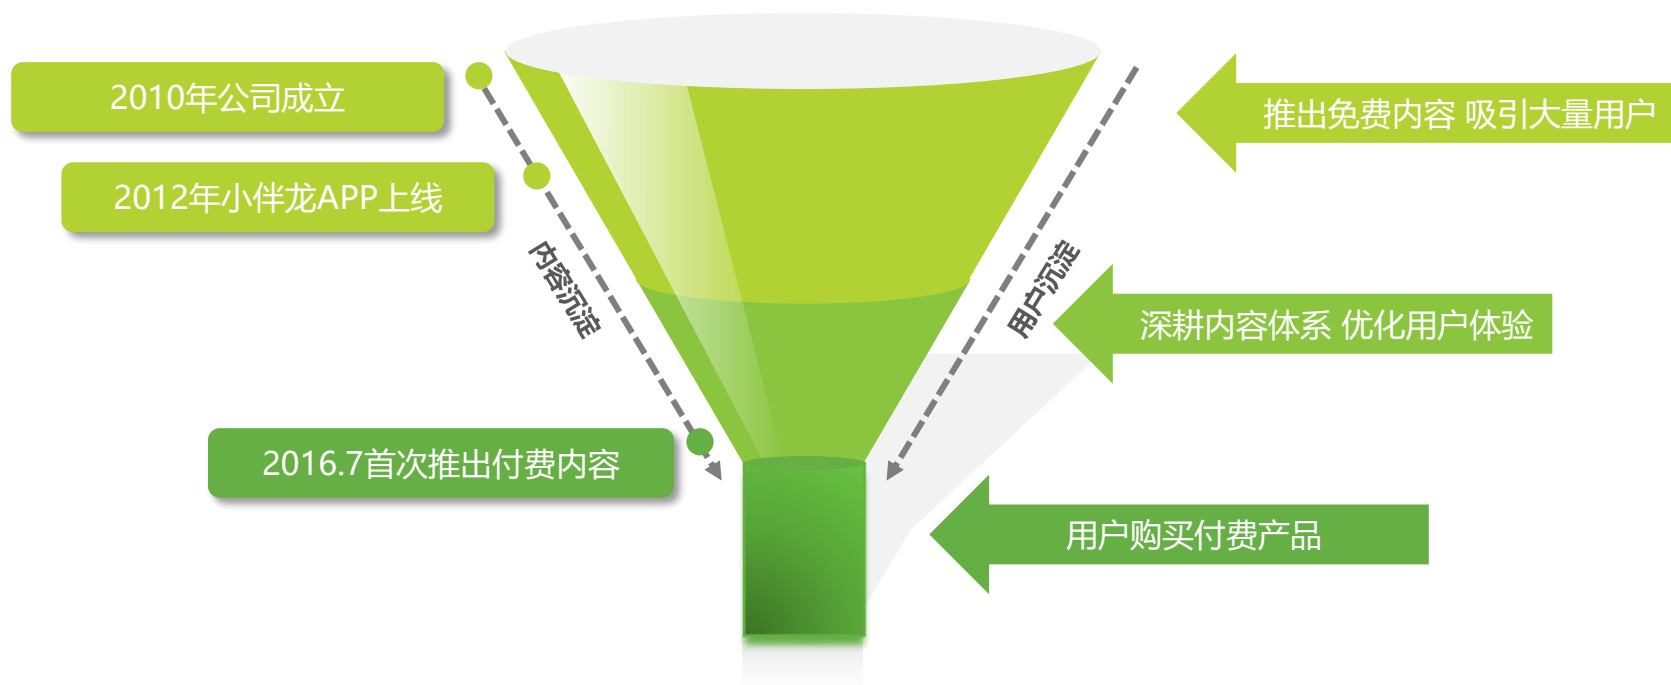 2010年公司成立
2012年小伴龙APP上线
内容沉淀
2016.7首次推出付费内容
用户沉淀
推出免费内容 吸引大量用户
深耕内容体系 优化用户体验
用户购买付费产品